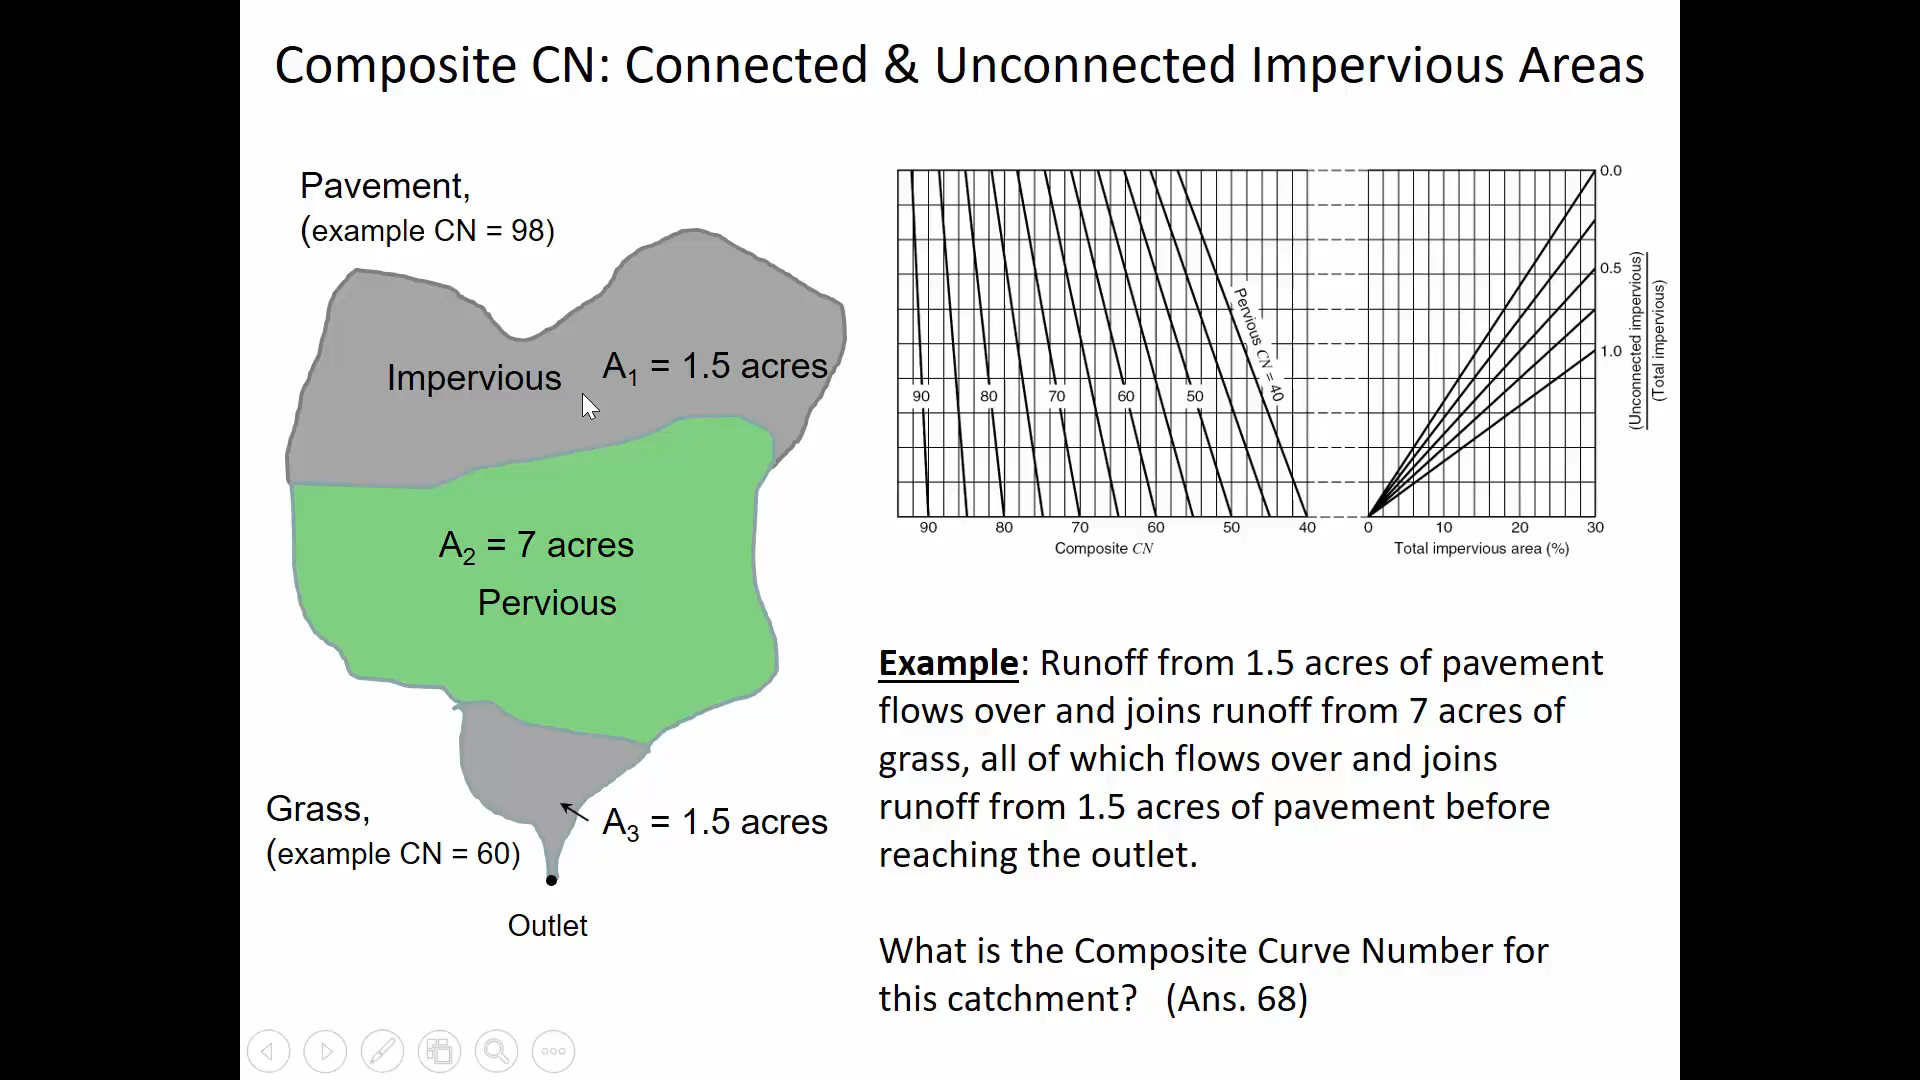 Composite CN: Connected & Unconnected Impervious Areas
Pavement,
(example CN = 98)
Impervious
A1 = 1.5 acres
A2 = 7 acres
Pervious
Grass,
(example CN = 60)
A3 = 1.5 acres
Outlet
90 80 70 60 50
Pervious CN = 40
90 80 70 60 50 40
Composite CN
0 10 20 30
Total impervious area (%)
0.0
0.5
1.0
(Unconnected impervious)
(Total impervious)
Example: Runoff from 1.5 acres of pavement
flows over and joins runoff from 7 acres of
grass, all of which flows over and joins
runoff from 1.5 acres of pavement before
reaching the outlet.
What is the Composite Curve Number for
this catchment? (Ans. 68)